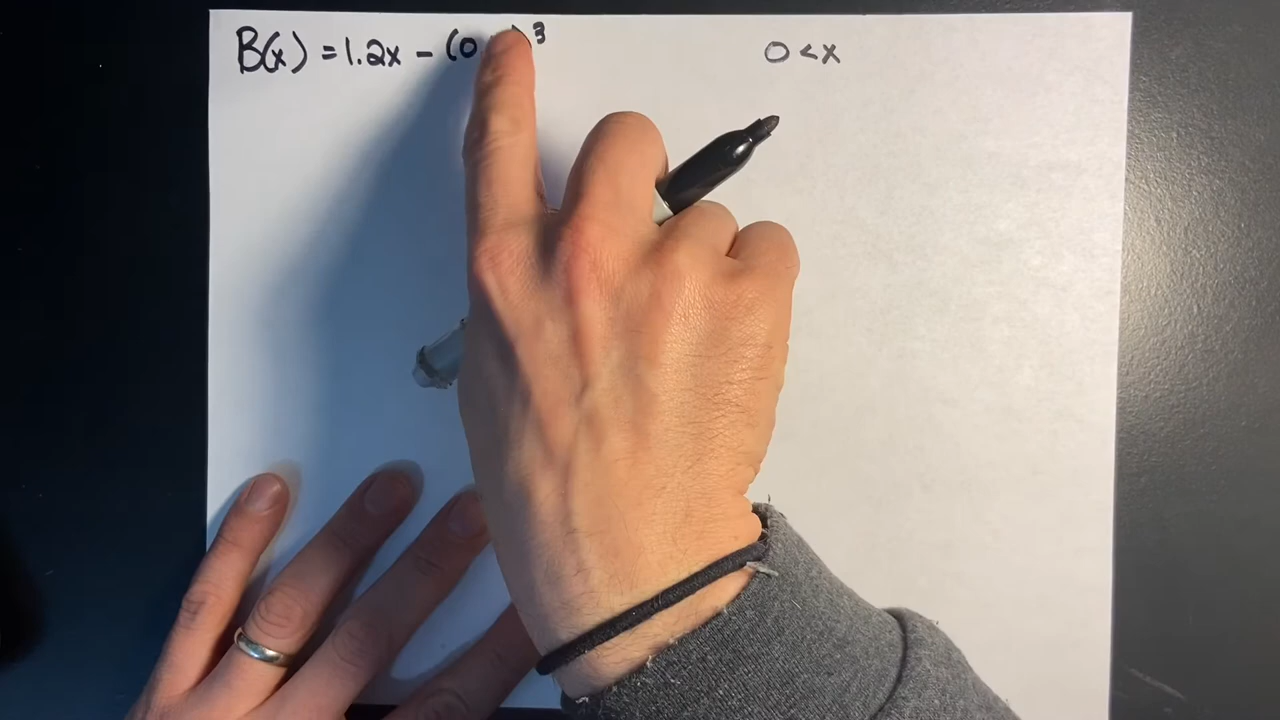 B(x) = 1.2x - (0 )³
0 < x